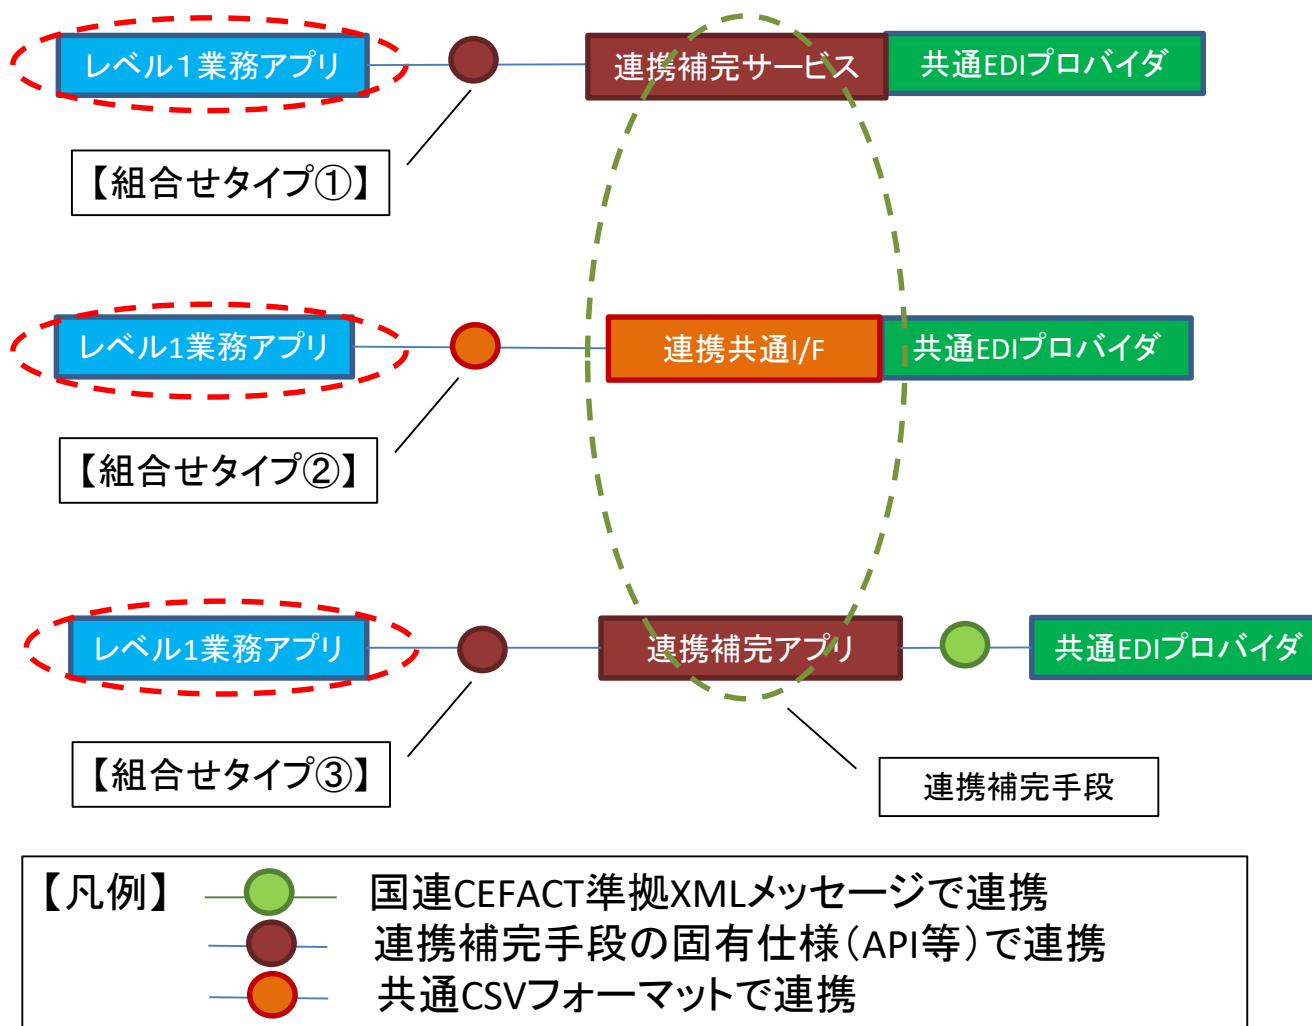 レベル１業務アプリ
連携補完サービス
共通EDIプロバイダ
【組合せタイプ①】
レベル1業務アプリ
連携共通I/F
共通EDIプロバイダ
【組合せタイプ②】
レベル1業務アプリ
連携補完アプリ
共通EDIプロバイダ
【組合せタイプ③】
連携補完手段
【凡例】
国連CEFACT準拠XMLメッセージで連携
連携補完手段の固有仕様（API等）で連携
共通CSVフォーマットで連携